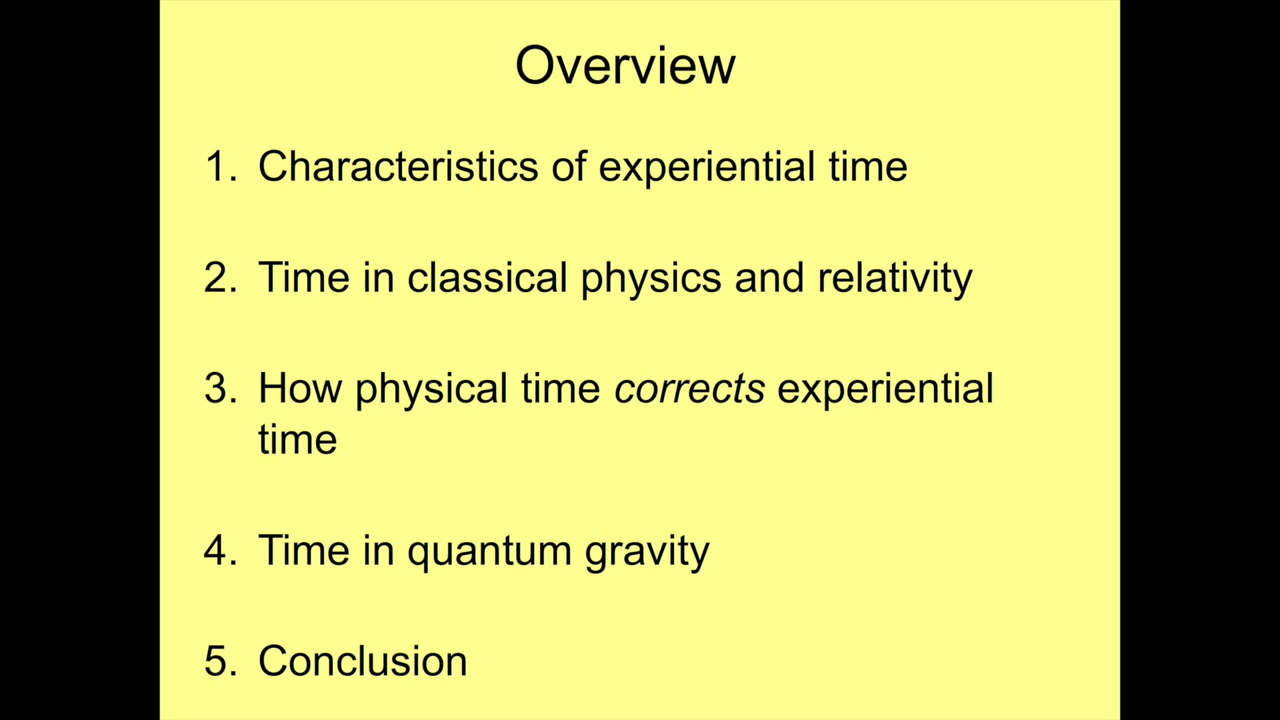 Overview
1. Characteristics of experiential time
2. Time in classical physics and relativity
3. How physical time corrects experiential
time
4. Time in quantum gravity
5. Conclusion